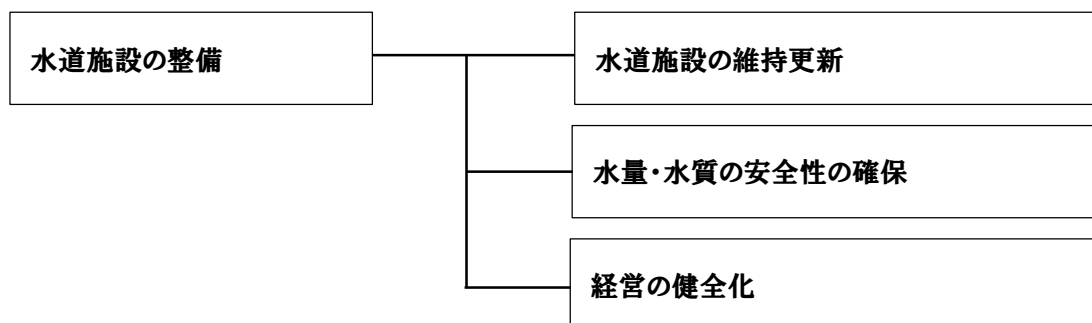 水道施設の整備
水道施設の維持更新
水量・水質の安全性の確保
経営の健全化